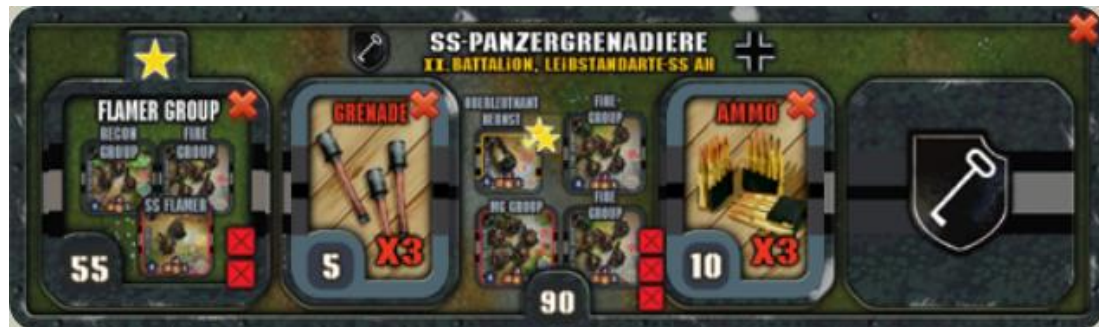 SS-PANZERGRENADIERE
XX. BATTALION, LEIBSTANDARTE-SS AH
FLAMER GROUP
RECON GROUP
FIRE GROUP
SS FLAMER
55
GRENADE
X3
5
OBERLEUTNANT HERNST
FIRE GROUP
MG GROUP
FIRE GROUP
90
AMMO
X3
10